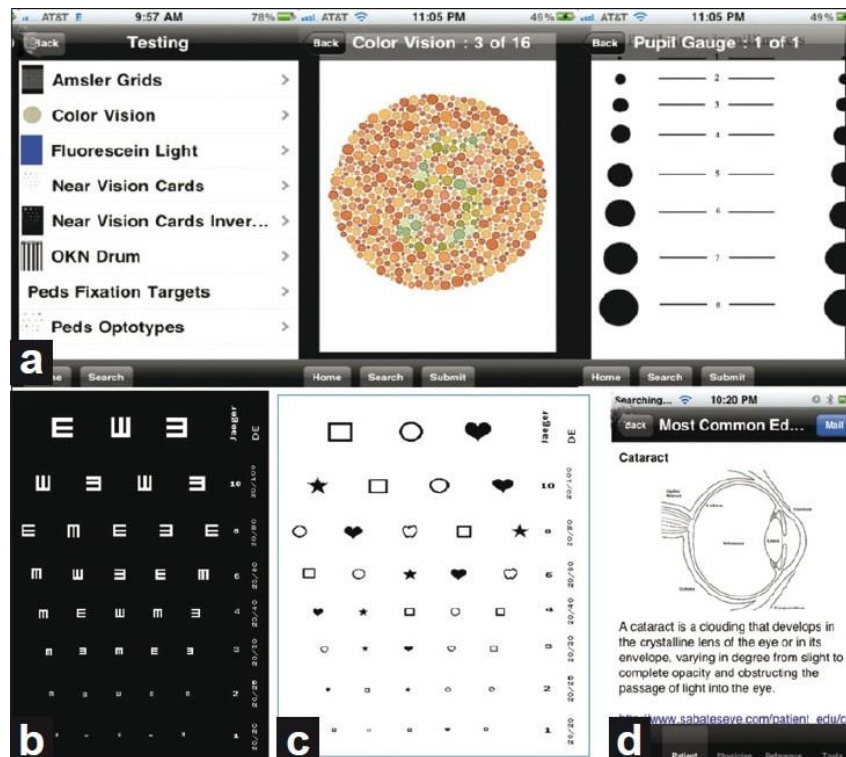 AT&T E 9:57 AM 78%
Back Testing
Amsler Grids
Color Vision
Fluorescein Light
Near Vision Cards
Near Vision Cards Inver...
OKN Drum
Peds Fixation Targets
Peds Optotypes
Search
a
AT&T 11:05 PM 49%
Back Color Vision : 3 of 16
Home Search Submit
AT&T 11:05 PM 49%
Back Pupil Gauge : 1 of 1
1
2
3
4
5
6
7
8
Home Search Submit
Jaeger DE
10 20/100
20/80
20/60
4 20/40
20/30
2 20/25
1 20/20
b
Jaeger DE
10 20/100
20/80
20/60
4 20/40
2 20/25
1 20/20
c
Searching... 10:20 PM
Back Most Common Ed... Mail
Cataract
A cataract is a clouding that develops in
the crystalline lens of the eye or in its
envelope, varying in degree from slight to
complete opacity and obstructing the
passage of light into the eye.
http://www.sabateseye.com/patient_edu/c
Patient Physician Reference Tools
d